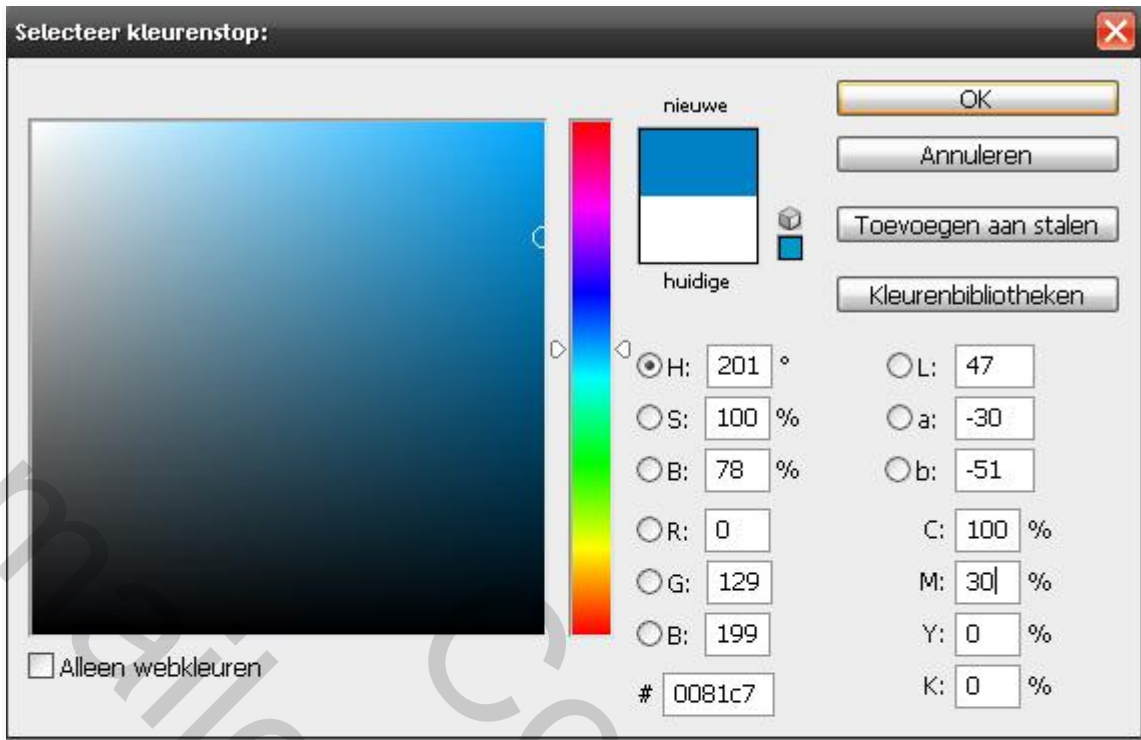 Selecteer kleurenstop:
nieuwe
huidige
OK
Annuleren
Toevoegen aan stalen
Kleurenbibliotheken
H: 201 °
S: 100 %
B: 78 %
R: 0
G: 129
B: 199
# 0081c7
L: 47
a: -30
b: -51
C: 100 %
M: 30 %
Y: 0 %
K: 0 %
Alleen webkleuren